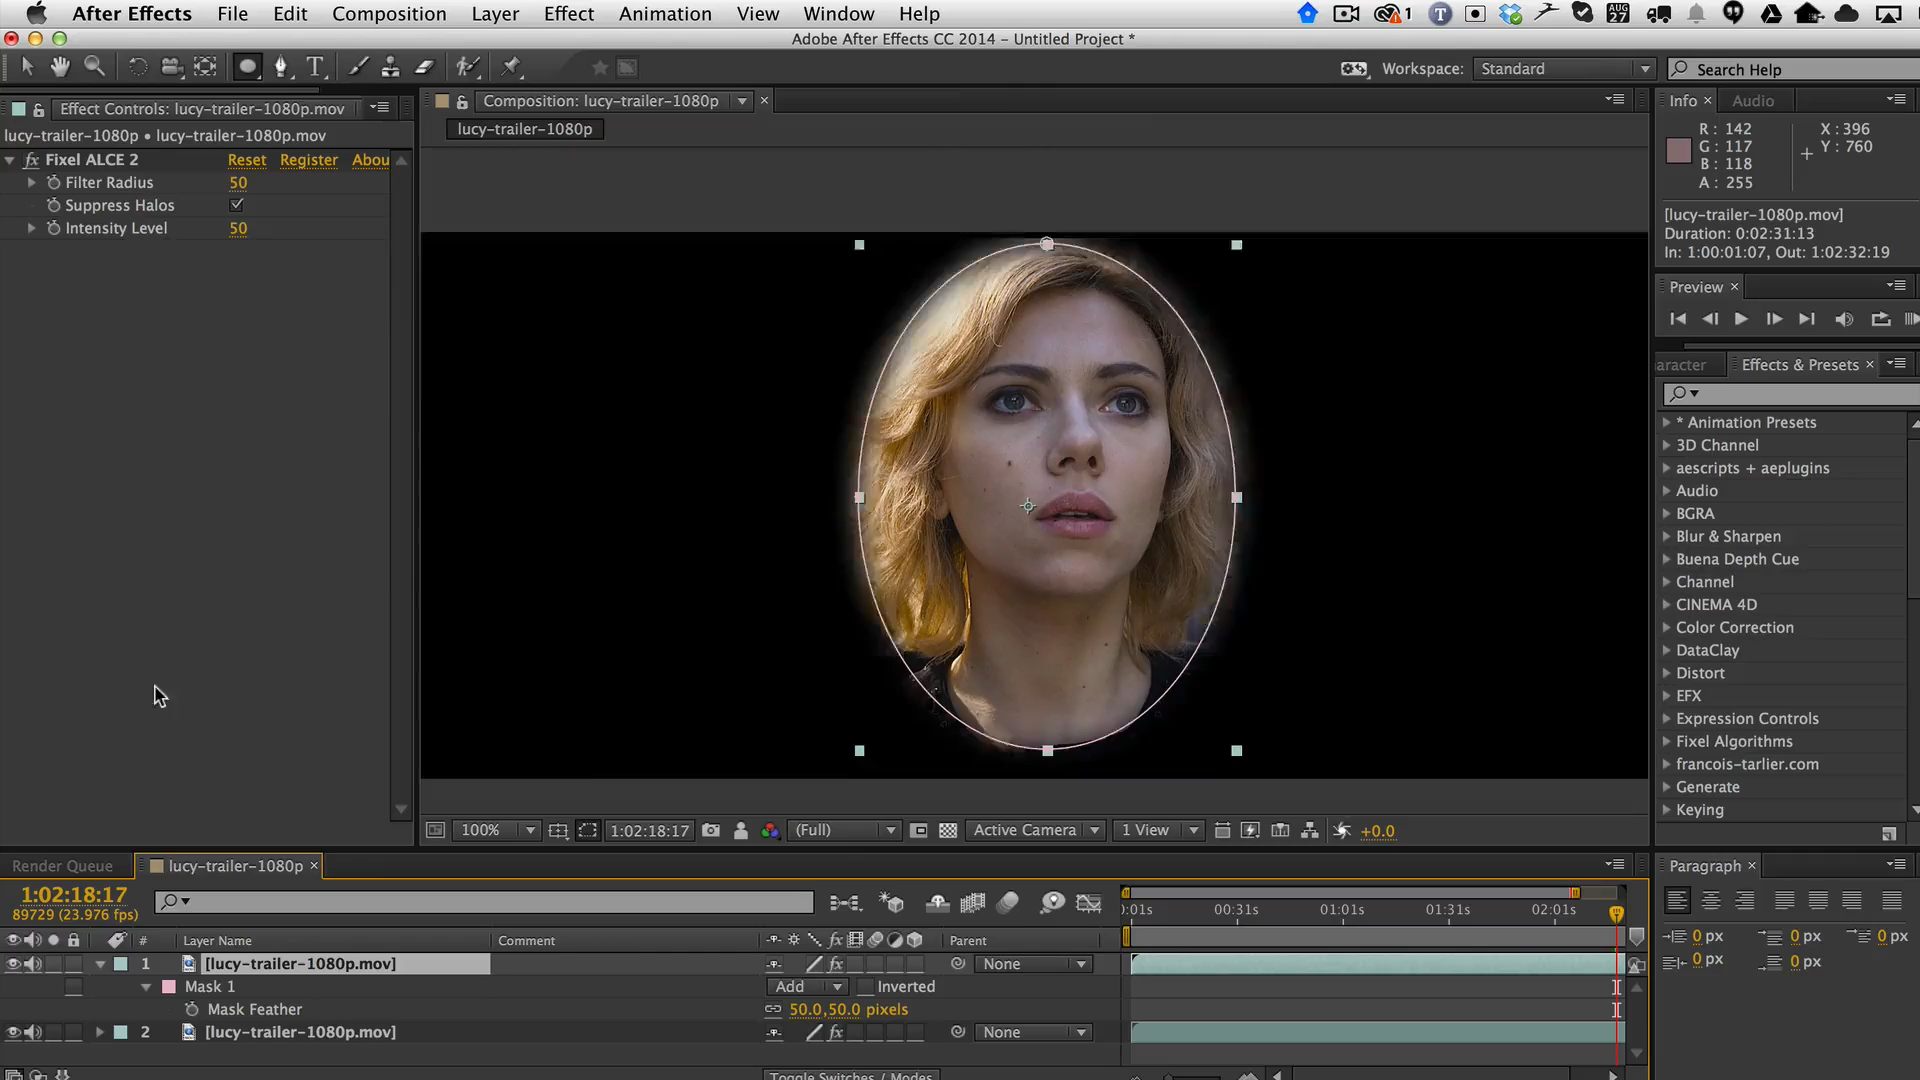 After Effects File Edit Composition Layer Effect Animation View Window Help 1 T AUG 27
Adobe After Effects CC 2014 - Untitled Project *
Workspace: Standard Search Help
Effect Controls: lucy-trailer-1080p.mov
Composition: lucy-trailer-1080p
Info Audio
lucy-trailer-1080p • lucy-trailer-1080p.mov
lucy-trailer-1080p
fx Fixel ALCE 2 Reset Register Abou
Filter Radius 50
Suppress Halos
Intensity Level 50
R: 142
G: 117
B: 118
A: 255
X: 396
Y: 760
[lucy-trailer-1080p.mov]
Duration: 0:02:31:13
In: 1:00:01:07, Out: 1:02:32:19
Preview
aracter Effects & Presets
* Animation Presets
3D Channel
aescripts + aeplugins
Audio
BGRA
Blur & Sharpen
Buena Depth Cue
Channel
CINEMA 4D
Color Correction
DataClay
Distort
EFX
Expression Controls
Fixel Algorithms
francois-tarlier.com
Generate
Keying
100% 1:02:18:17 (Full) Active Camera 1 View +0.0
Render Queue lucy-trailer-1080p
Paragraph
1:02:18:17
89729 (23.976 fps)
):01s 00:31s 01:01s 01:31s 02:01s
# Layer Name Comment fx Parent
1 [lucy-trailer-1080p.mov] fx None
Mask 1 Add Inverted
Mask Feather 50.0,50.0 pixels
2 [lucy-trailer-1080p.mov] fx None
Toggle Switches / Modes
0 px 0 px 0 px
0 px 0 px